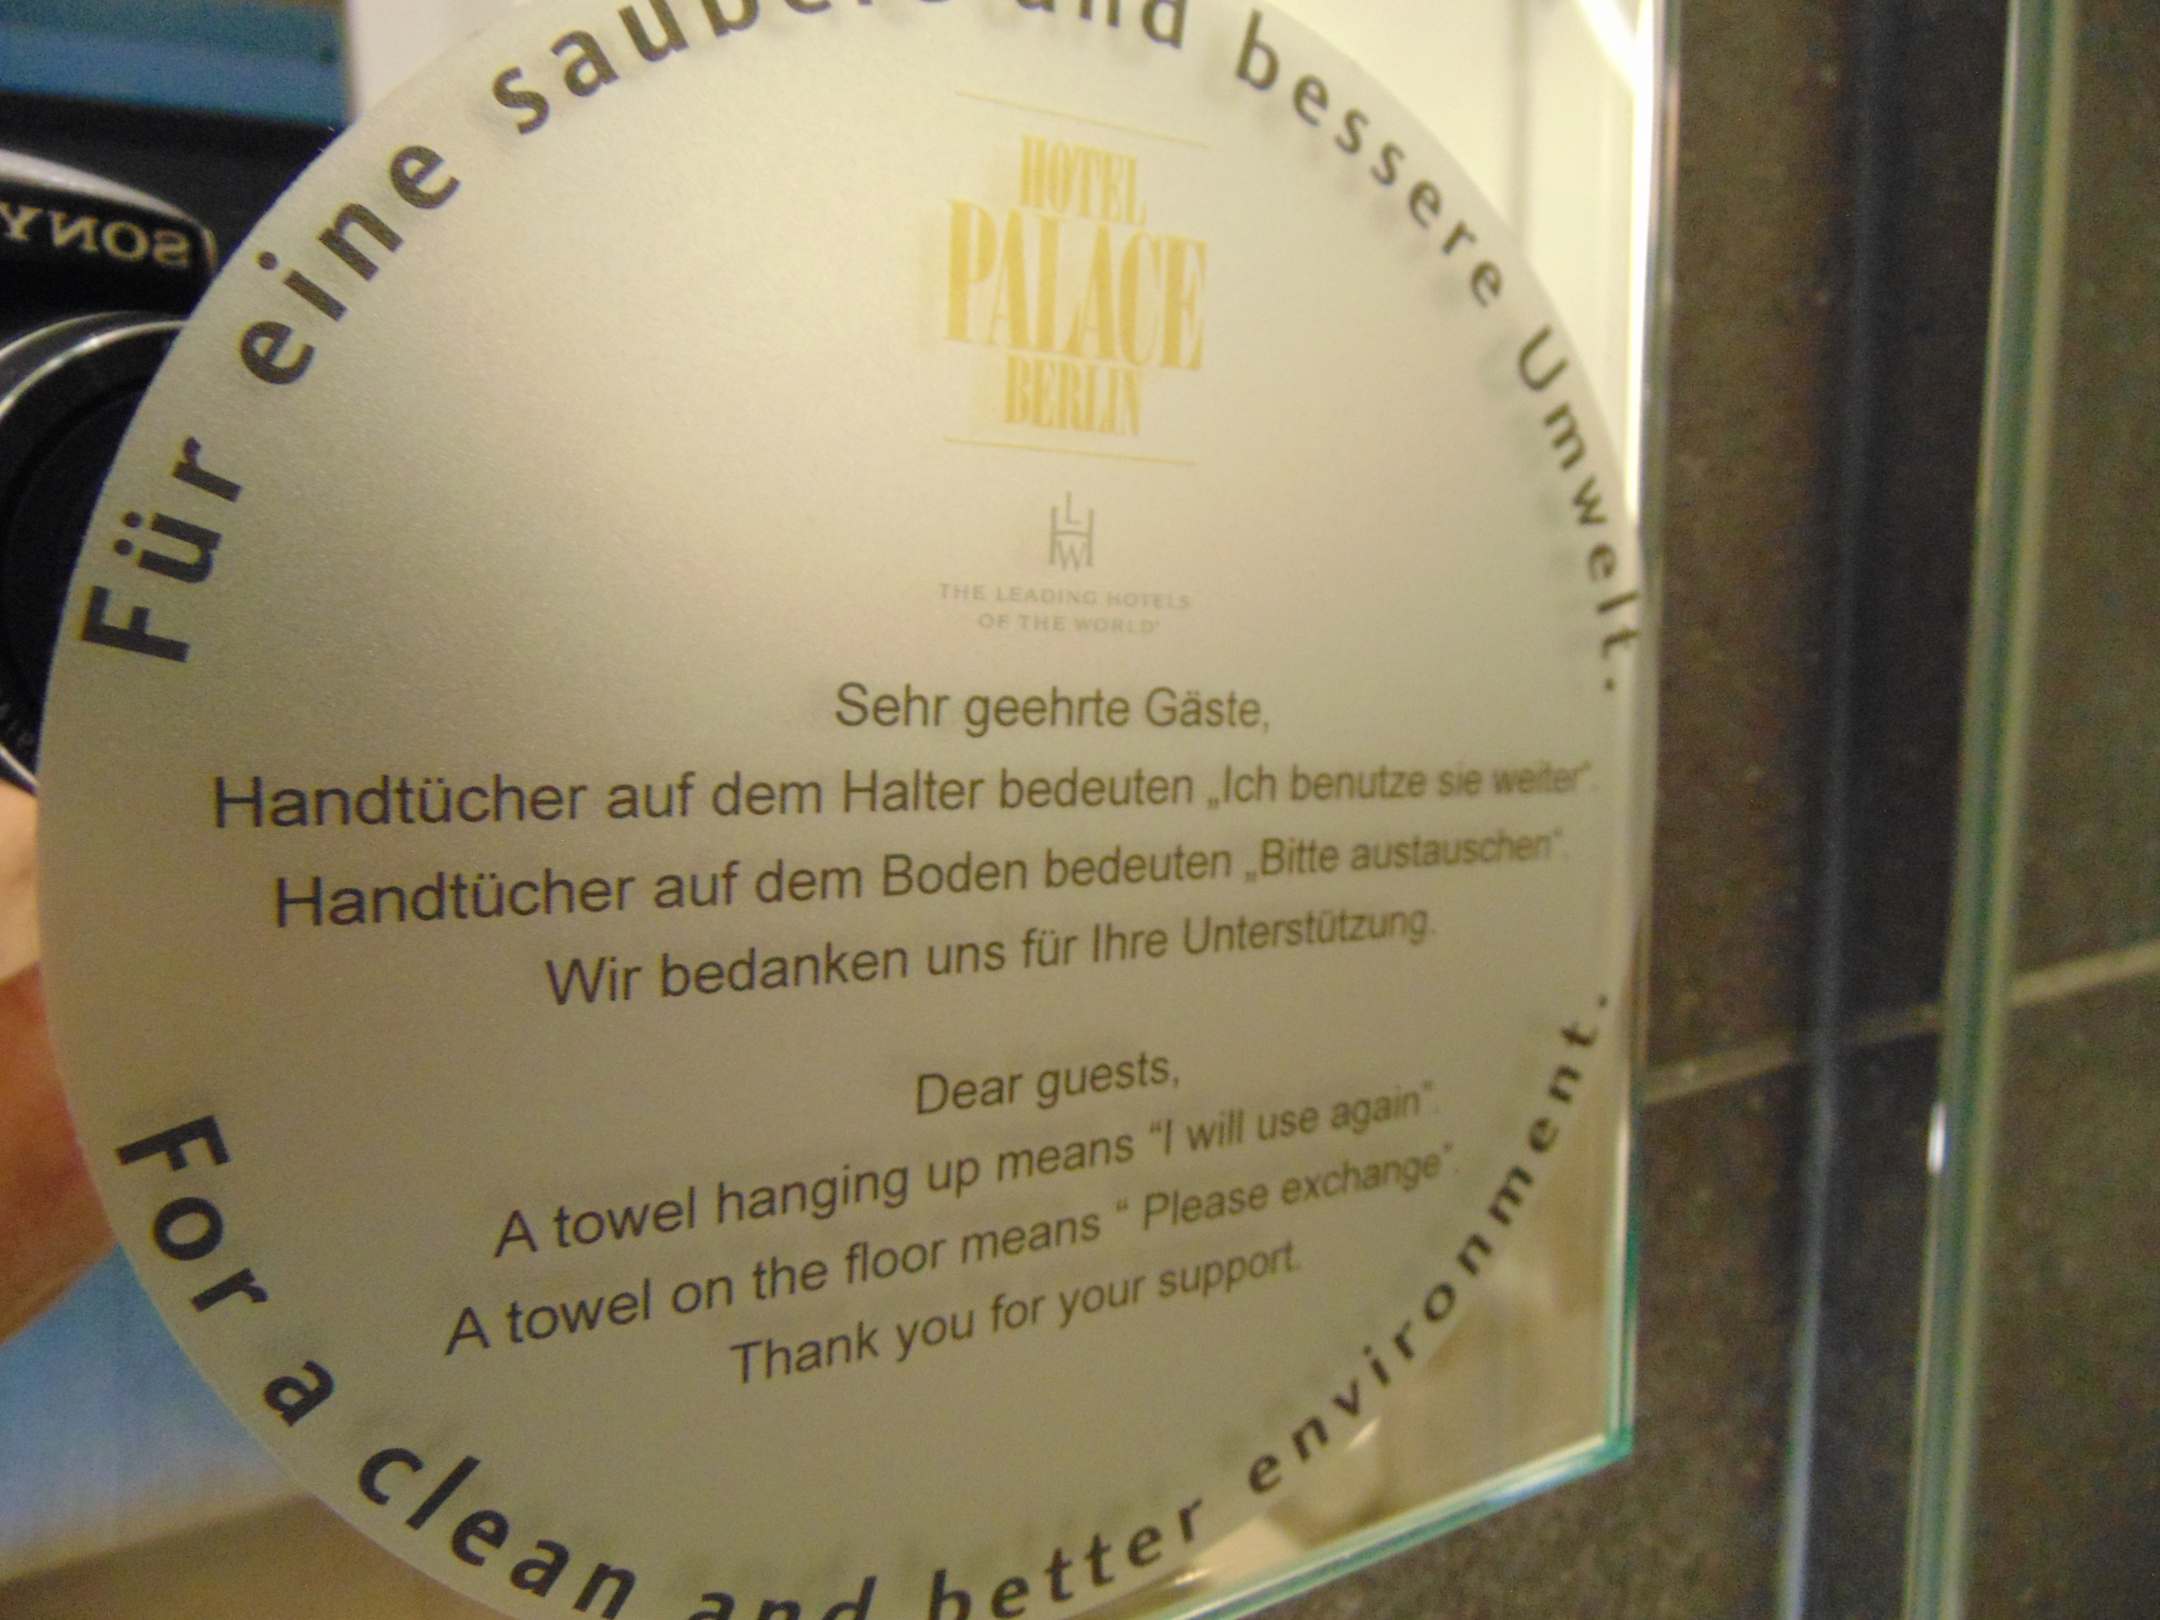 Für eine saubere und bessere Umwelt.
HOTEL
PALACE
BERLIN
L
H
W
THE LEADING HOTELS
OF THE WORLD®
Sehr geehrte Gäste,
Handtücher auf dem Halter bedeuten „Ich benutze sie weiter“.
Handtücher auf dem Boden bedeuten „Bitte austauschen“.
Wir bedanken uns für Ihre Unterstützung.
Dear guests,
A towel hanging up means “I will use again”.
A towel on the floor means “ Please exchange”.
Thank you for your support.
For a clean and better environment.
SONY